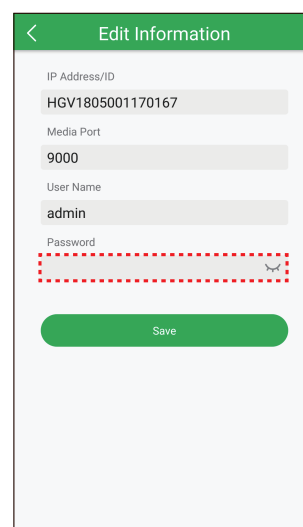 Edit Information
IP Address/ID
HGV1805001170167
Media Port
9000
User Name
admin
Password
Save